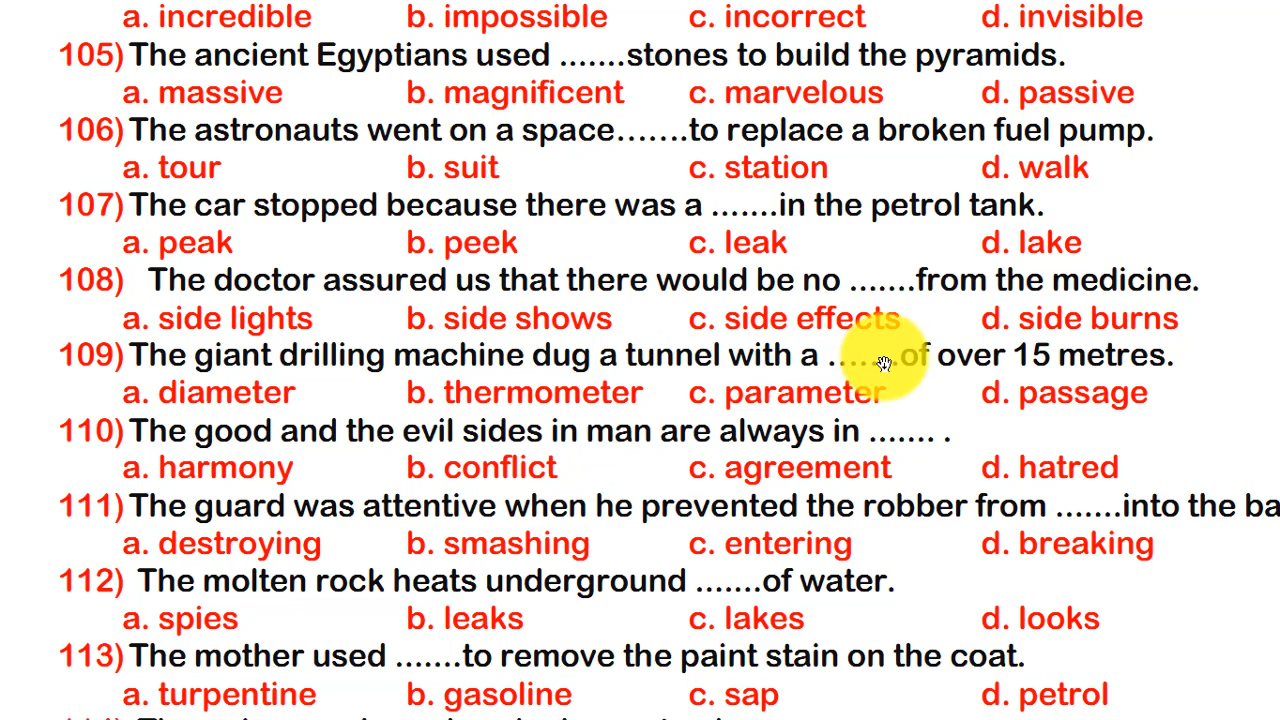 a. incredible b. impossible c. incorrect d. invisible
105) The ancient Egyptians used .......stones to build the pyramids.
a. massive b. magnificent c. marvelous d. passive
106) The astronauts went on a space.......to replace a broken fuel pump.
a. tour b. suit c. station d. walk
107) The car stopped because there was a .......in the petrol tank.
a. peak b. peek c. leak d. lake
108) The doctor assured us that there would be no .......from the medicine.
a. side lights b. side shows c. side effects d. side burns
109) The giant drilling machine dug a tunnel with a .......of over 15 metres.
a. diameter b. thermometer c. parameter d. passage
110) The good and the evil sides in man are always in ....... .
a. harmony b. conflict c. agreement d. hatred
111) The guard was attentive when he prevented the robber from .......into the ba
a. destroying b. smashing c. entering d. breaking
112) The molten rock heats underground .......of water.
a. spies b. leaks c. lakes d. looks
113) The mother used .......to remove the paint stain on the coat.
a. turpentine b. gasoline c. sap d. petrol